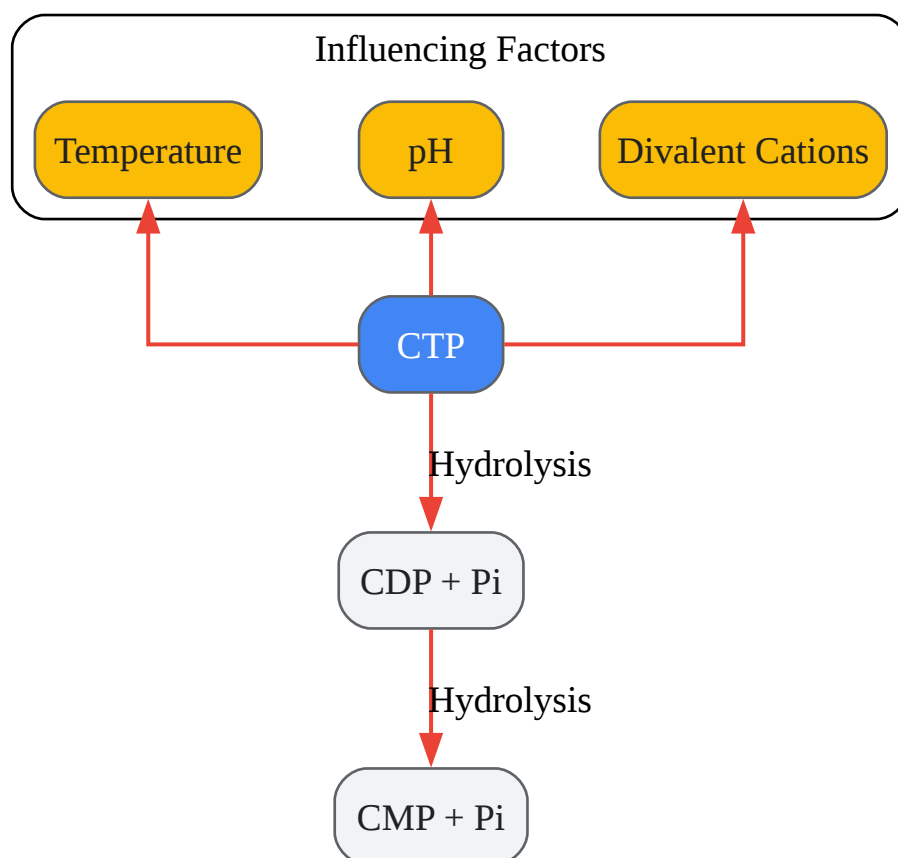 Influencing Factors
Temperature
pH
Divalent Cations
CTP
Hydrolysis
CDP + Pi
Hydrolysis
CMP + Pi